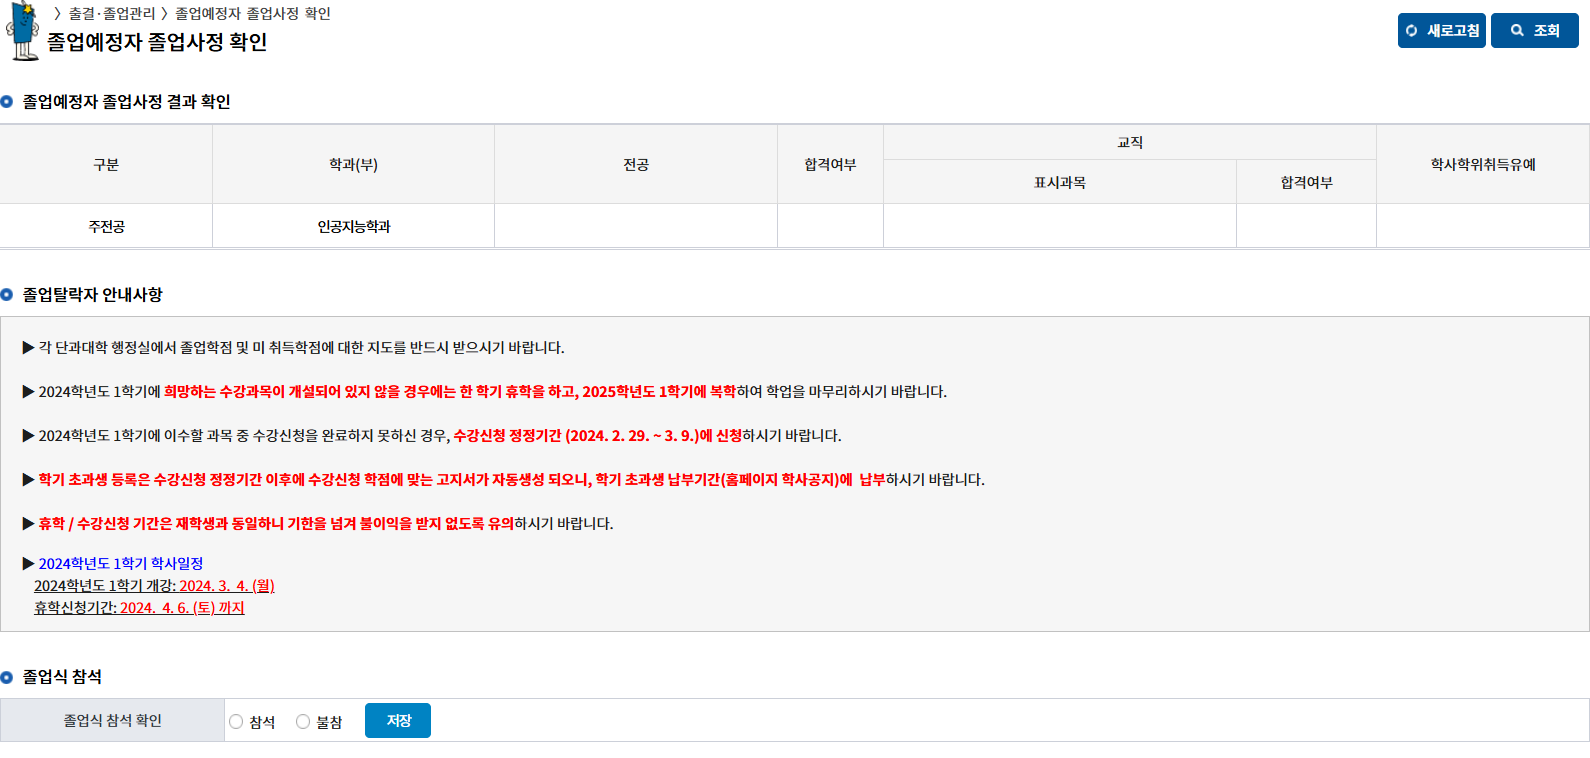 〉 출결·졸업관리 〉 졸업예정자 졸업사정 확인
졸업예정자 졸업사정 확인
새로고침 조회
졸업예정자 졸업사정 결과 확인
구분 학과(부) 전공 합격여부 교직 학사학위취득유예
표시과목 합격여부
주전공 인공지능학과
졸업탈락자 안내사항
▶ 각 단과대학 행정실에서 졸업학점 및 미 취득학점에 대한 지도를 반드시 받으시기 바랍니다.
▶ 2024학년도 1학기에 희망하는 수강과목이 개설되어 있지 않을 경우에는 한 학기 휴학을 하고, 2025학년도 1학기에 복학하여 학업을 마무리하시기 바랍니다.
▶ 2024학년도 1학기에 이수할 과목 중 수강신청을 완료하지 못하신 경우, 수강신청 정정기간 (2024. 2. 29. ~ 3. 9.)에 신청하시기 바랍니다.
▶ 학기 초과생 등록은 수강신청 정정기간 이후에 수강신청 학점에 맞는 고지서가 자동생성 되오니, 학기 초과생 납부기간(홈페이지 학사공지)에 납부하시기 바랍니다.
▶ 휴학 / 수강신청 기간은 재학생과 동일하니 기한을 넘겨 불이익을 받지 없도록 유의하시기 바랍니다.
▶ 2024학년도 1학기 학사일정
2024학년도 1학기 개강: 2024. 3. 4. (월)
휴학신청기간: 2024. 4. 6. (토) 까지
졸업식 참석
졸업식 참석 확인 참석 불참 저장